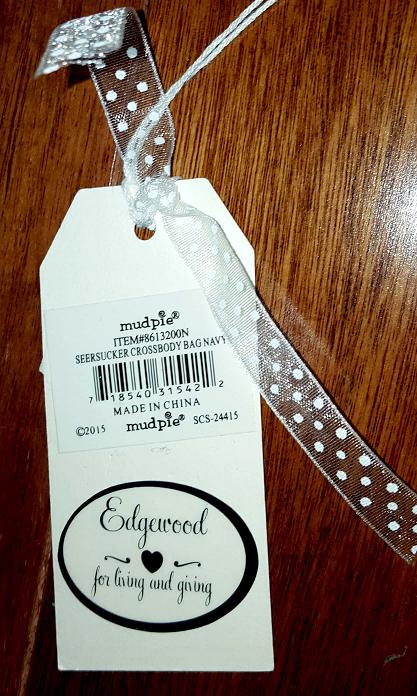 mudpie®
ITEM#8613200N
SEERSUCKER CROSSBODY BAG NAVY
7 18540 31542 2
MADE IN CHINA
©2015 mudpie® SCS-24415
Edgewood
for living and giving